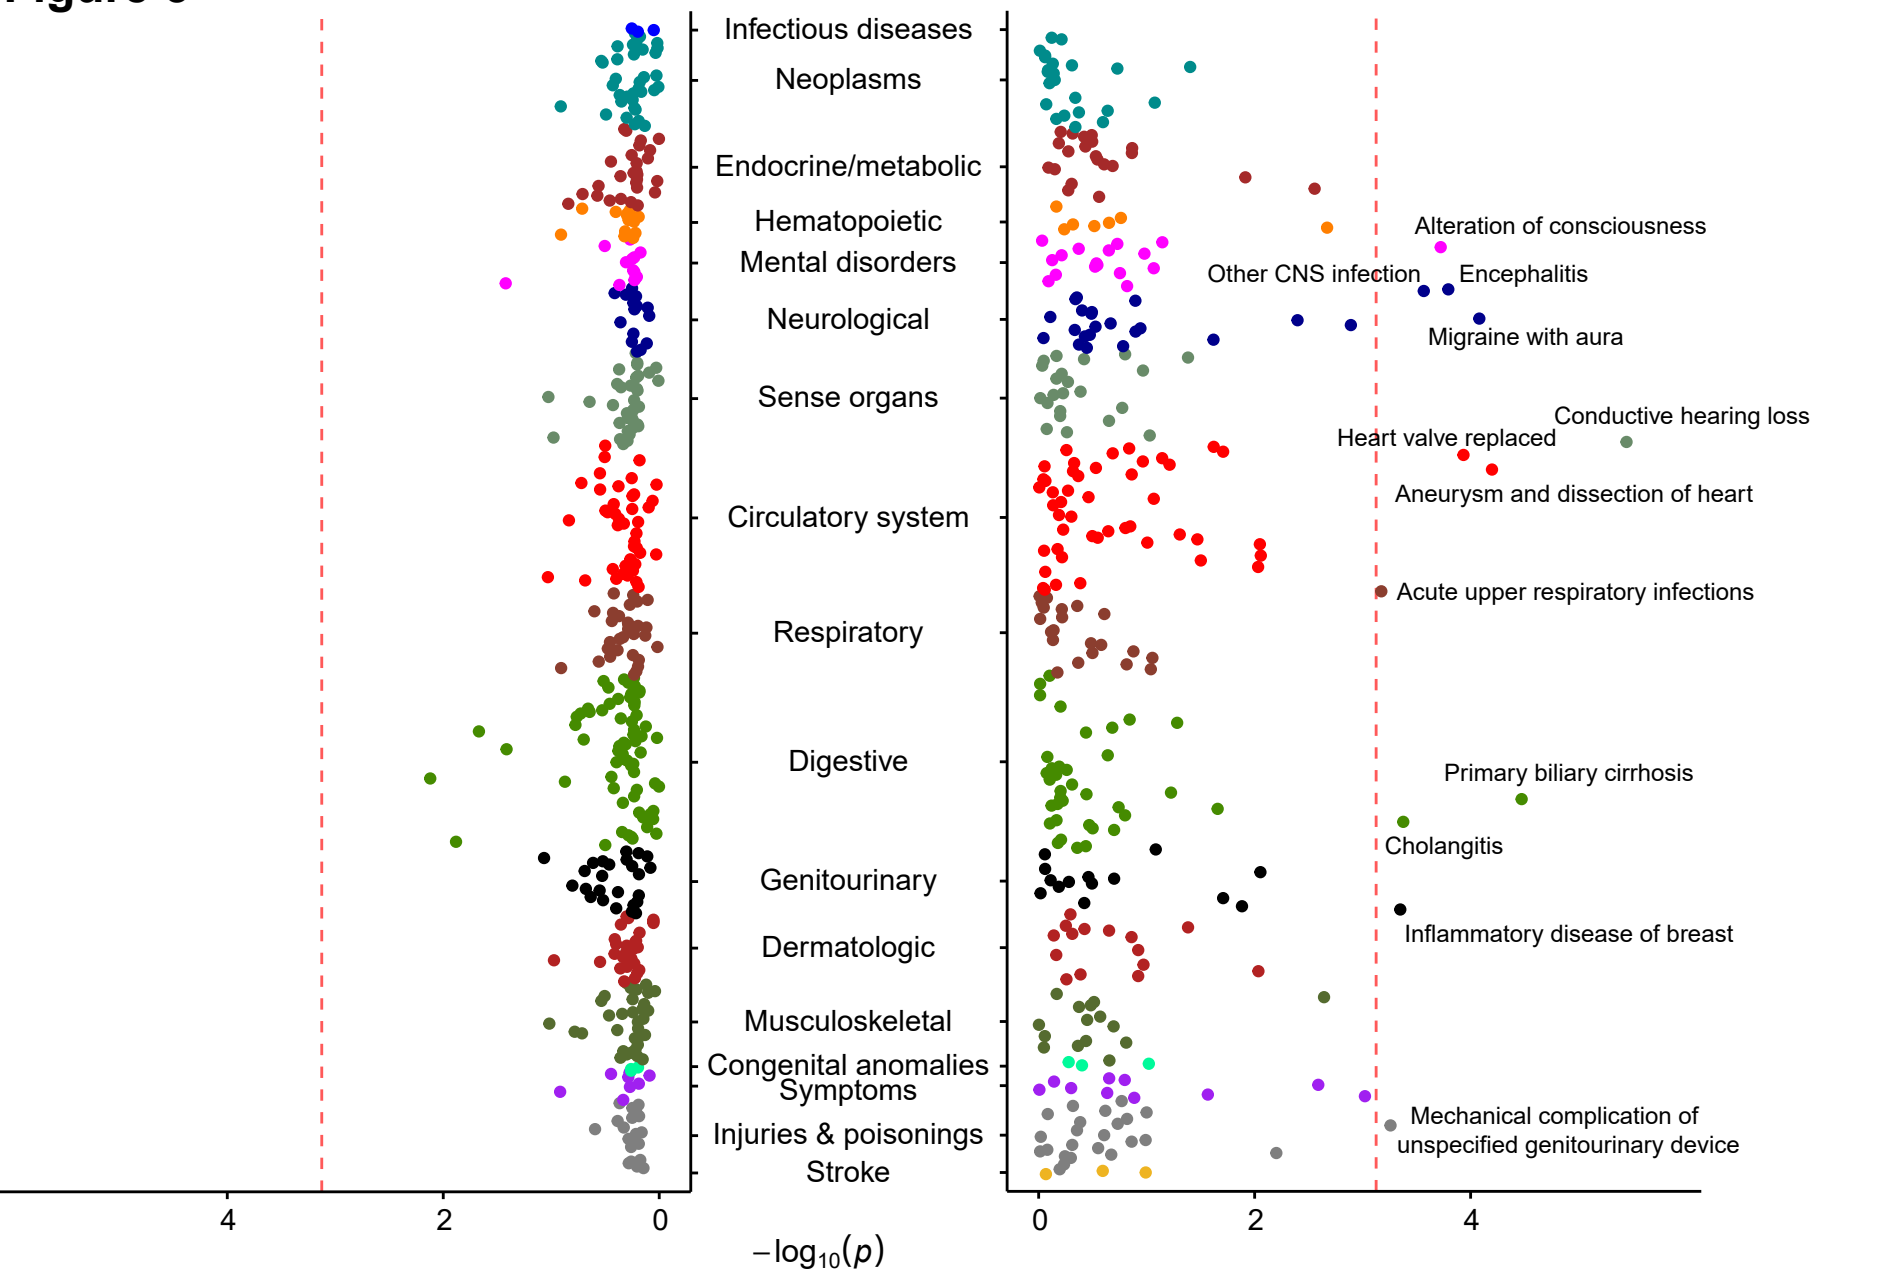 Infectious diseases
Neoplasms
Endocrine/metabolic
Hematopoietic
Alteration of consciousness
Mental disorders
Other CNS infection
Encephalitis
Neurological
Migraine with aura
Sense organs
Conductive hearing loss
Heart valve replaced
Aneurysm and dissection of heart
Circulatory system
Acute upper respiratory infections
Respiratory
Digestive
Primary biliary cirrhosis
Cholangitis
Genitourinary
Inflammatory disease of breast
Dermatologic
Musculoskeletal
Congenital anomalies
Symptoms
Mechanical complication of
unspecified genitourinary device
Injuries & poisonings
Stroke
4 2 0 0 2 4
−log10(p)